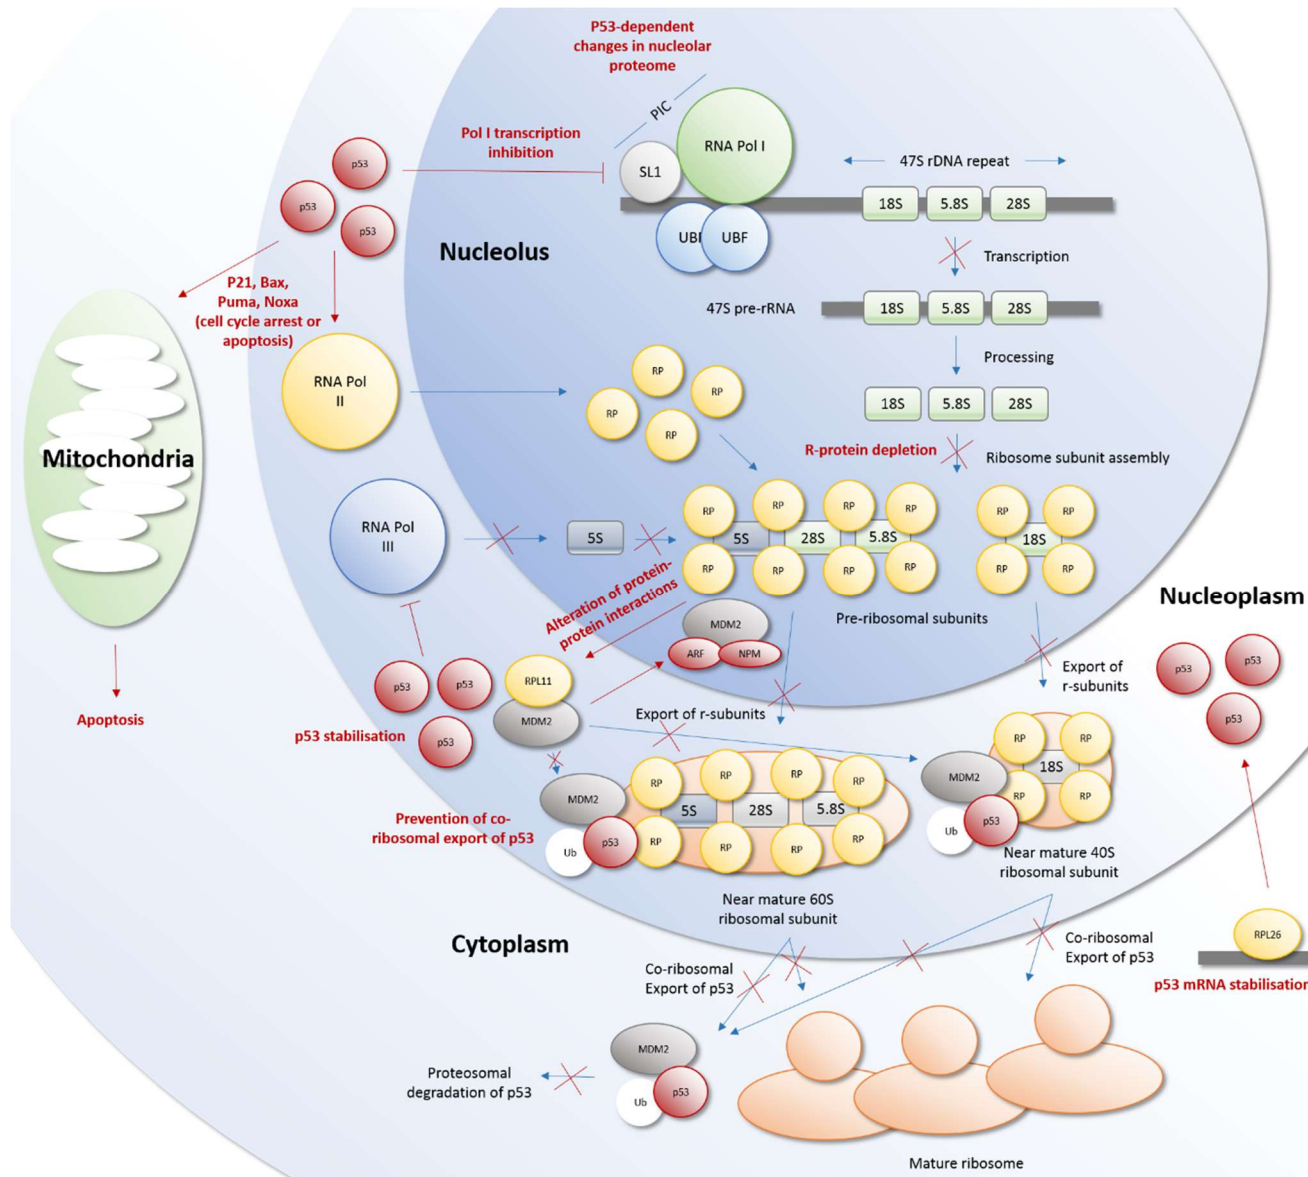 P53-dependent
changes in nucleolar
proteome
PIC
RNA Pol I
SL1
UBF
UBF
Pol I transcription
inhibition
p53
p53
p53
47S rDNA repeat
18S
5.8S
28S
Transcription
Nucleolus
47S pre-rRNA
18S
5.8S
28S
Processing
18S
5.8S
28S
P21, Bax,
Puma, Noxa
(cell cycle arrest or
apoptosis)
RNA Pol
II
RP
RP
RP
RP
Mitochondria
R-protein depletion
Ribosome subunit assembly
RNA Pol
III
5S
RP
RP
RP
RP
5S
28S
5.8S
RP
RP
RP
RP
RP
RP
18S
RP
RP
Alteration of protein-
protein interactions
Pre-ribosomal subunits
MDM2
ARF
NPM
Nucleoplasm
p53
p53
p53
Export of
r-subunits
p53
p53
p53
RPL11
MDM2
p53 stabilisation
Apoptosis
Export of r-subunits
MDM2
Ub
p53
RP
RP
RP
RP
5S
28S
5.8S
RP
RP
RP
RP
MDM2
Ub
p53
RP
RP
18S
RP
RP
Prevention of co-
ribosomal export of p53
Near mature 60S
ribosomal subunit
Near mature 40S
ribosomal subunit
Cytoplasm
Co-ribosomal
Export of p53
Co-ribosomal
Export of p53
RPL26
p53 mRNA stabilisation
MDM2
Ub
p53
Proteosomal
degradation of p53
Mature ribosome